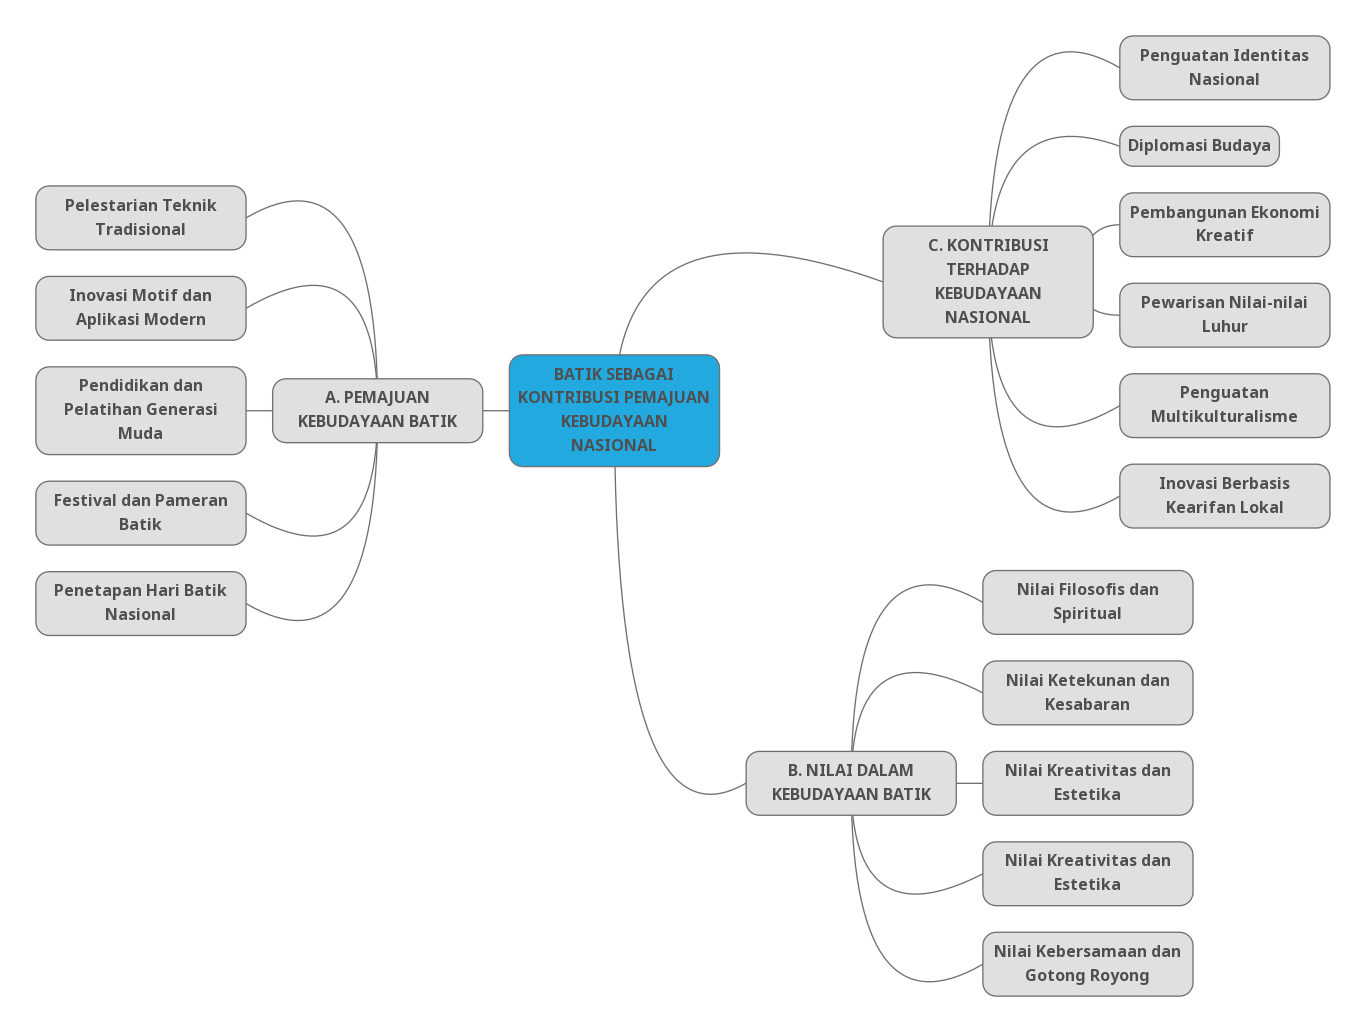 BATIK SEBAGAI
KONTRIBUSI PEMAJUAN
KEBUDAYAAN
NASIONAL
A. PEMAJUAN
KEBUDAYAAN BATIK
Pelestarian Teknik
Tradisional
Inovasi Motif dan
Aplikasi Modern
Pendidikan dan
Pelatihan Generasi
Muda
Festival dan Pameran
Batik
Penetapan Hari Batik
Nasional
B. NILAI DALAM
KEBUDAYAAN BATIK
Nilai Filosofis dan
Spiritual
Nilai Ketekunan dan
Kesabaran
Nilai Kreativitas dan
Estetika
Nilai Kreativitas dan
Estetika
Nilai Kebersamaan dan
Gotong Royong
C. KONTRIBUSI
TERHADAP
KEBUDAYAAN
NASIONAL
Penguatan Identitas
Nasional
Diplomasi Budaya
Pembangunan Ekonomi
Kreatif
Pewarisan Nilai-nilai
Luhur
Penguatan
Multikulturalisme
Inovasi Berbasis
Kearifan Lokal